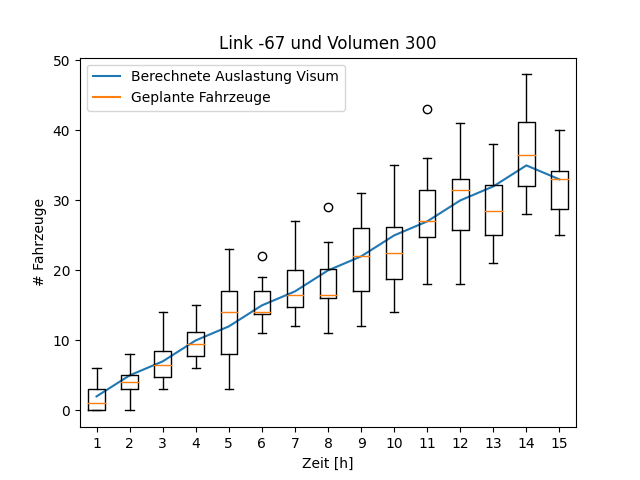 Link -67 und Volumen 300
Berechnete Auslastung Visum
Geplante Fahrzeuge
# Fahrzeuge
50
40
30
20
10
0
1 2 3 4 5 6 7 8 9 10 11 12 13 14 15
Zeit [h]